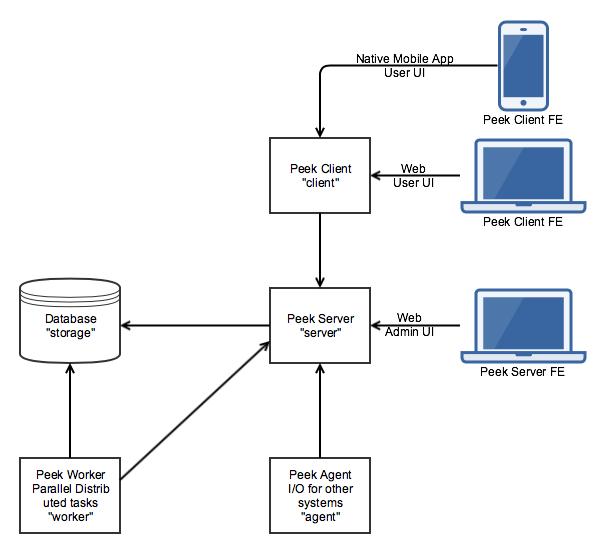 Native Mobile App
User UI
Peek Client FE
Peek Client
"client"
Web
User UI
Peek Client FE
Database
"storage"
Peek Server
"server"
Web
Admin UI
Peek Server FE
Peek Worker
Parallel Distrib
uted tasks
"worker"
Peek Agent
I/O for other
systems
"agent"